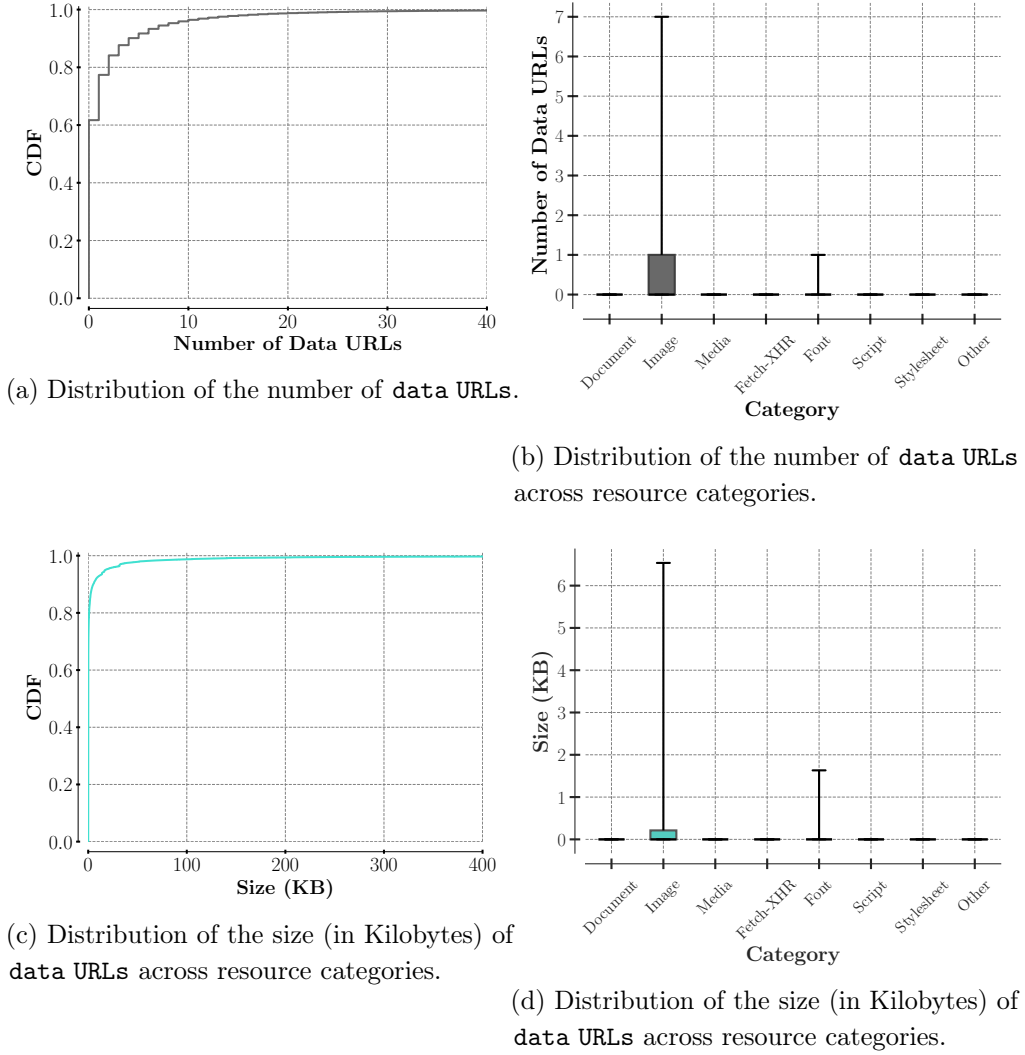 1.0
0.8
0.6
0.4
0.2
0.0
CDF
0 10 20 30 40
Number of Data URLs
(a) Distribution of the number of data URLs.
7
6
5
4
3
2
1
0
Number of Data URLs
Document Image Media Fetch-XHR Font Script Stylesheet Other
Category
(b) Distribution of the number of data URLs
across resource categories.
1.0
0.8
0.6
0.4
0.2
0.0
CDF
0 100 200 300 400
Size (KB)
(c) Distribution of the size (in Kilobytes) of
data URLs across resource categories.
6
5
4
3
2
1
0
Size (KB)
Document Image Media Fetch-XHR Font Script Stylesheet Other
Category
(d) Distribution of the size (in Kilobytes) of
data URLs across resource categories.